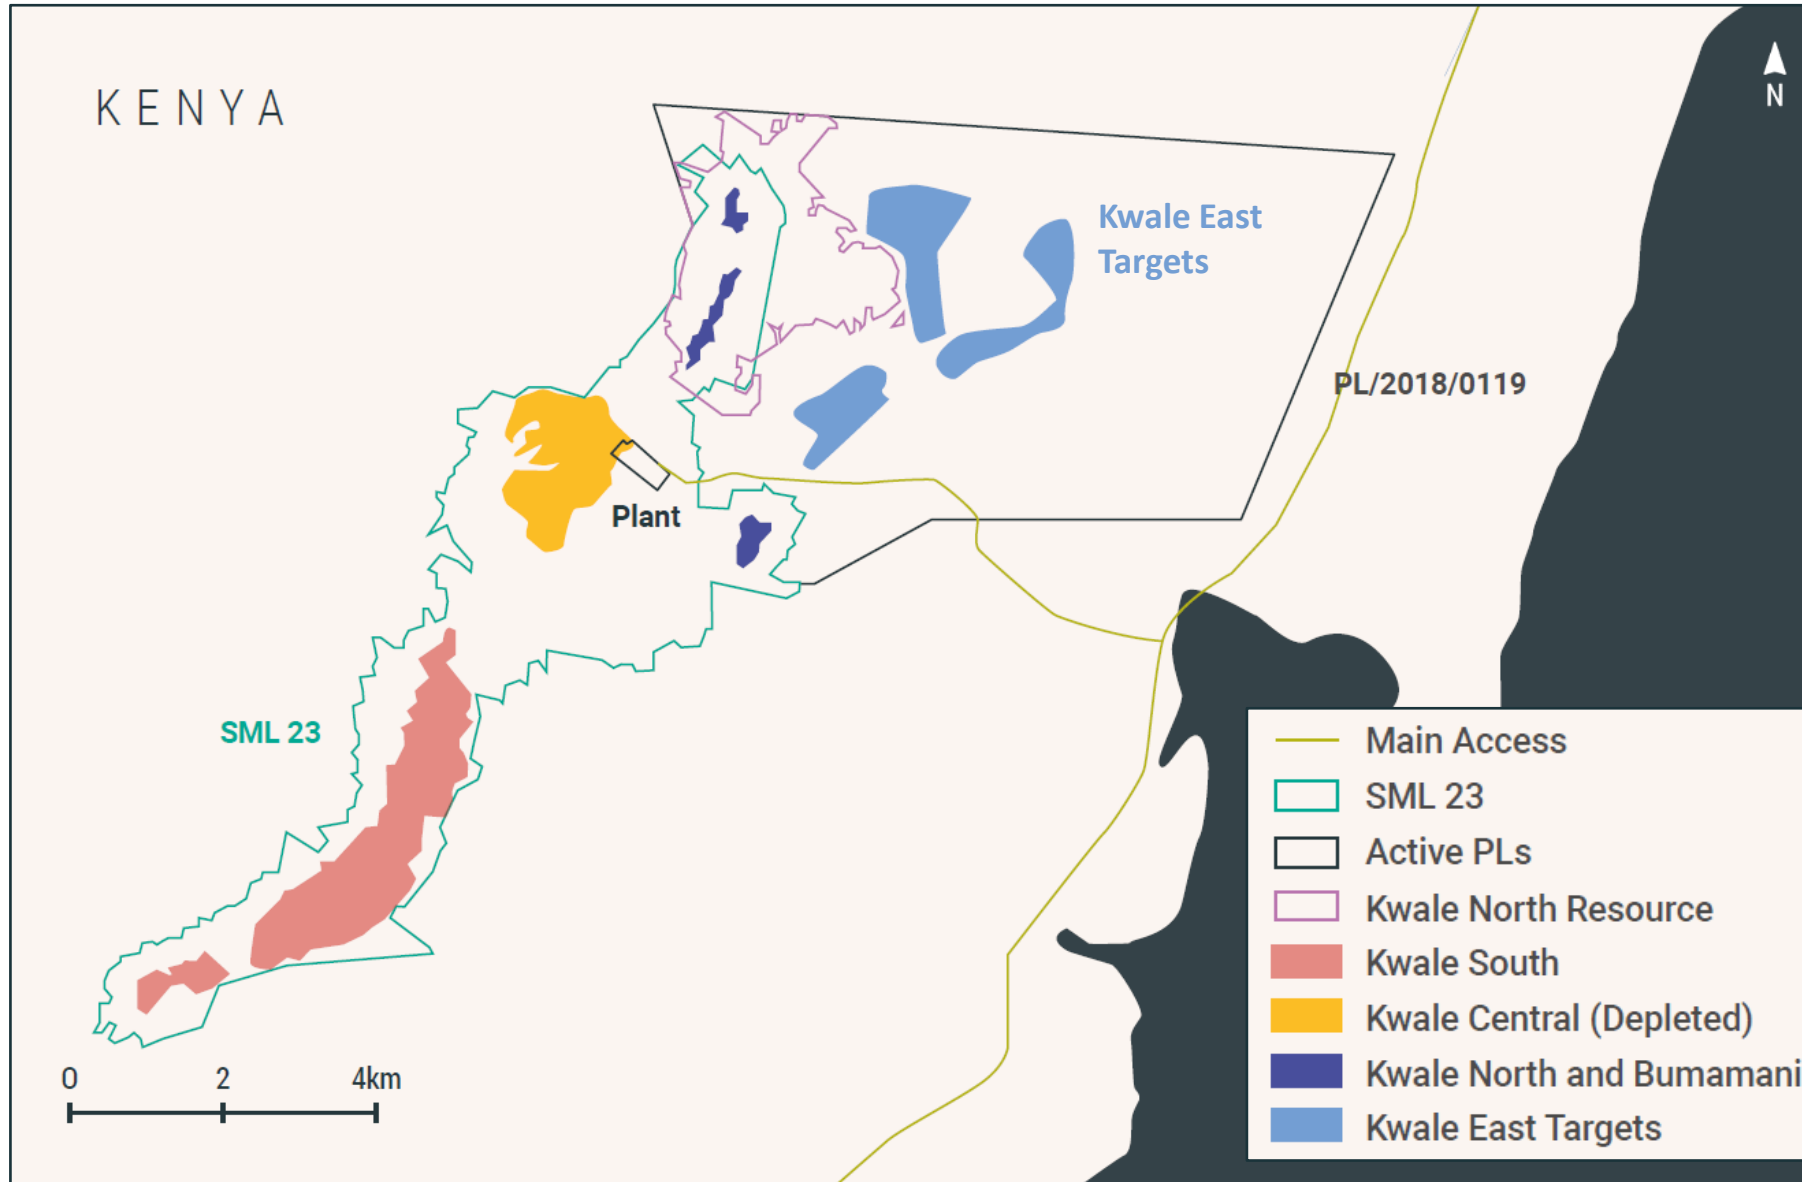 KENYA
N
Kwale East
Targets
PL/2018/0119
Plant
SML 23
0 2 4km
Main Access
SML 23
Active PLs
Kwale North Resource
Kwale South
Kwale Central (Depleted)
Kwale North and Bumamani
Kwale East Targets